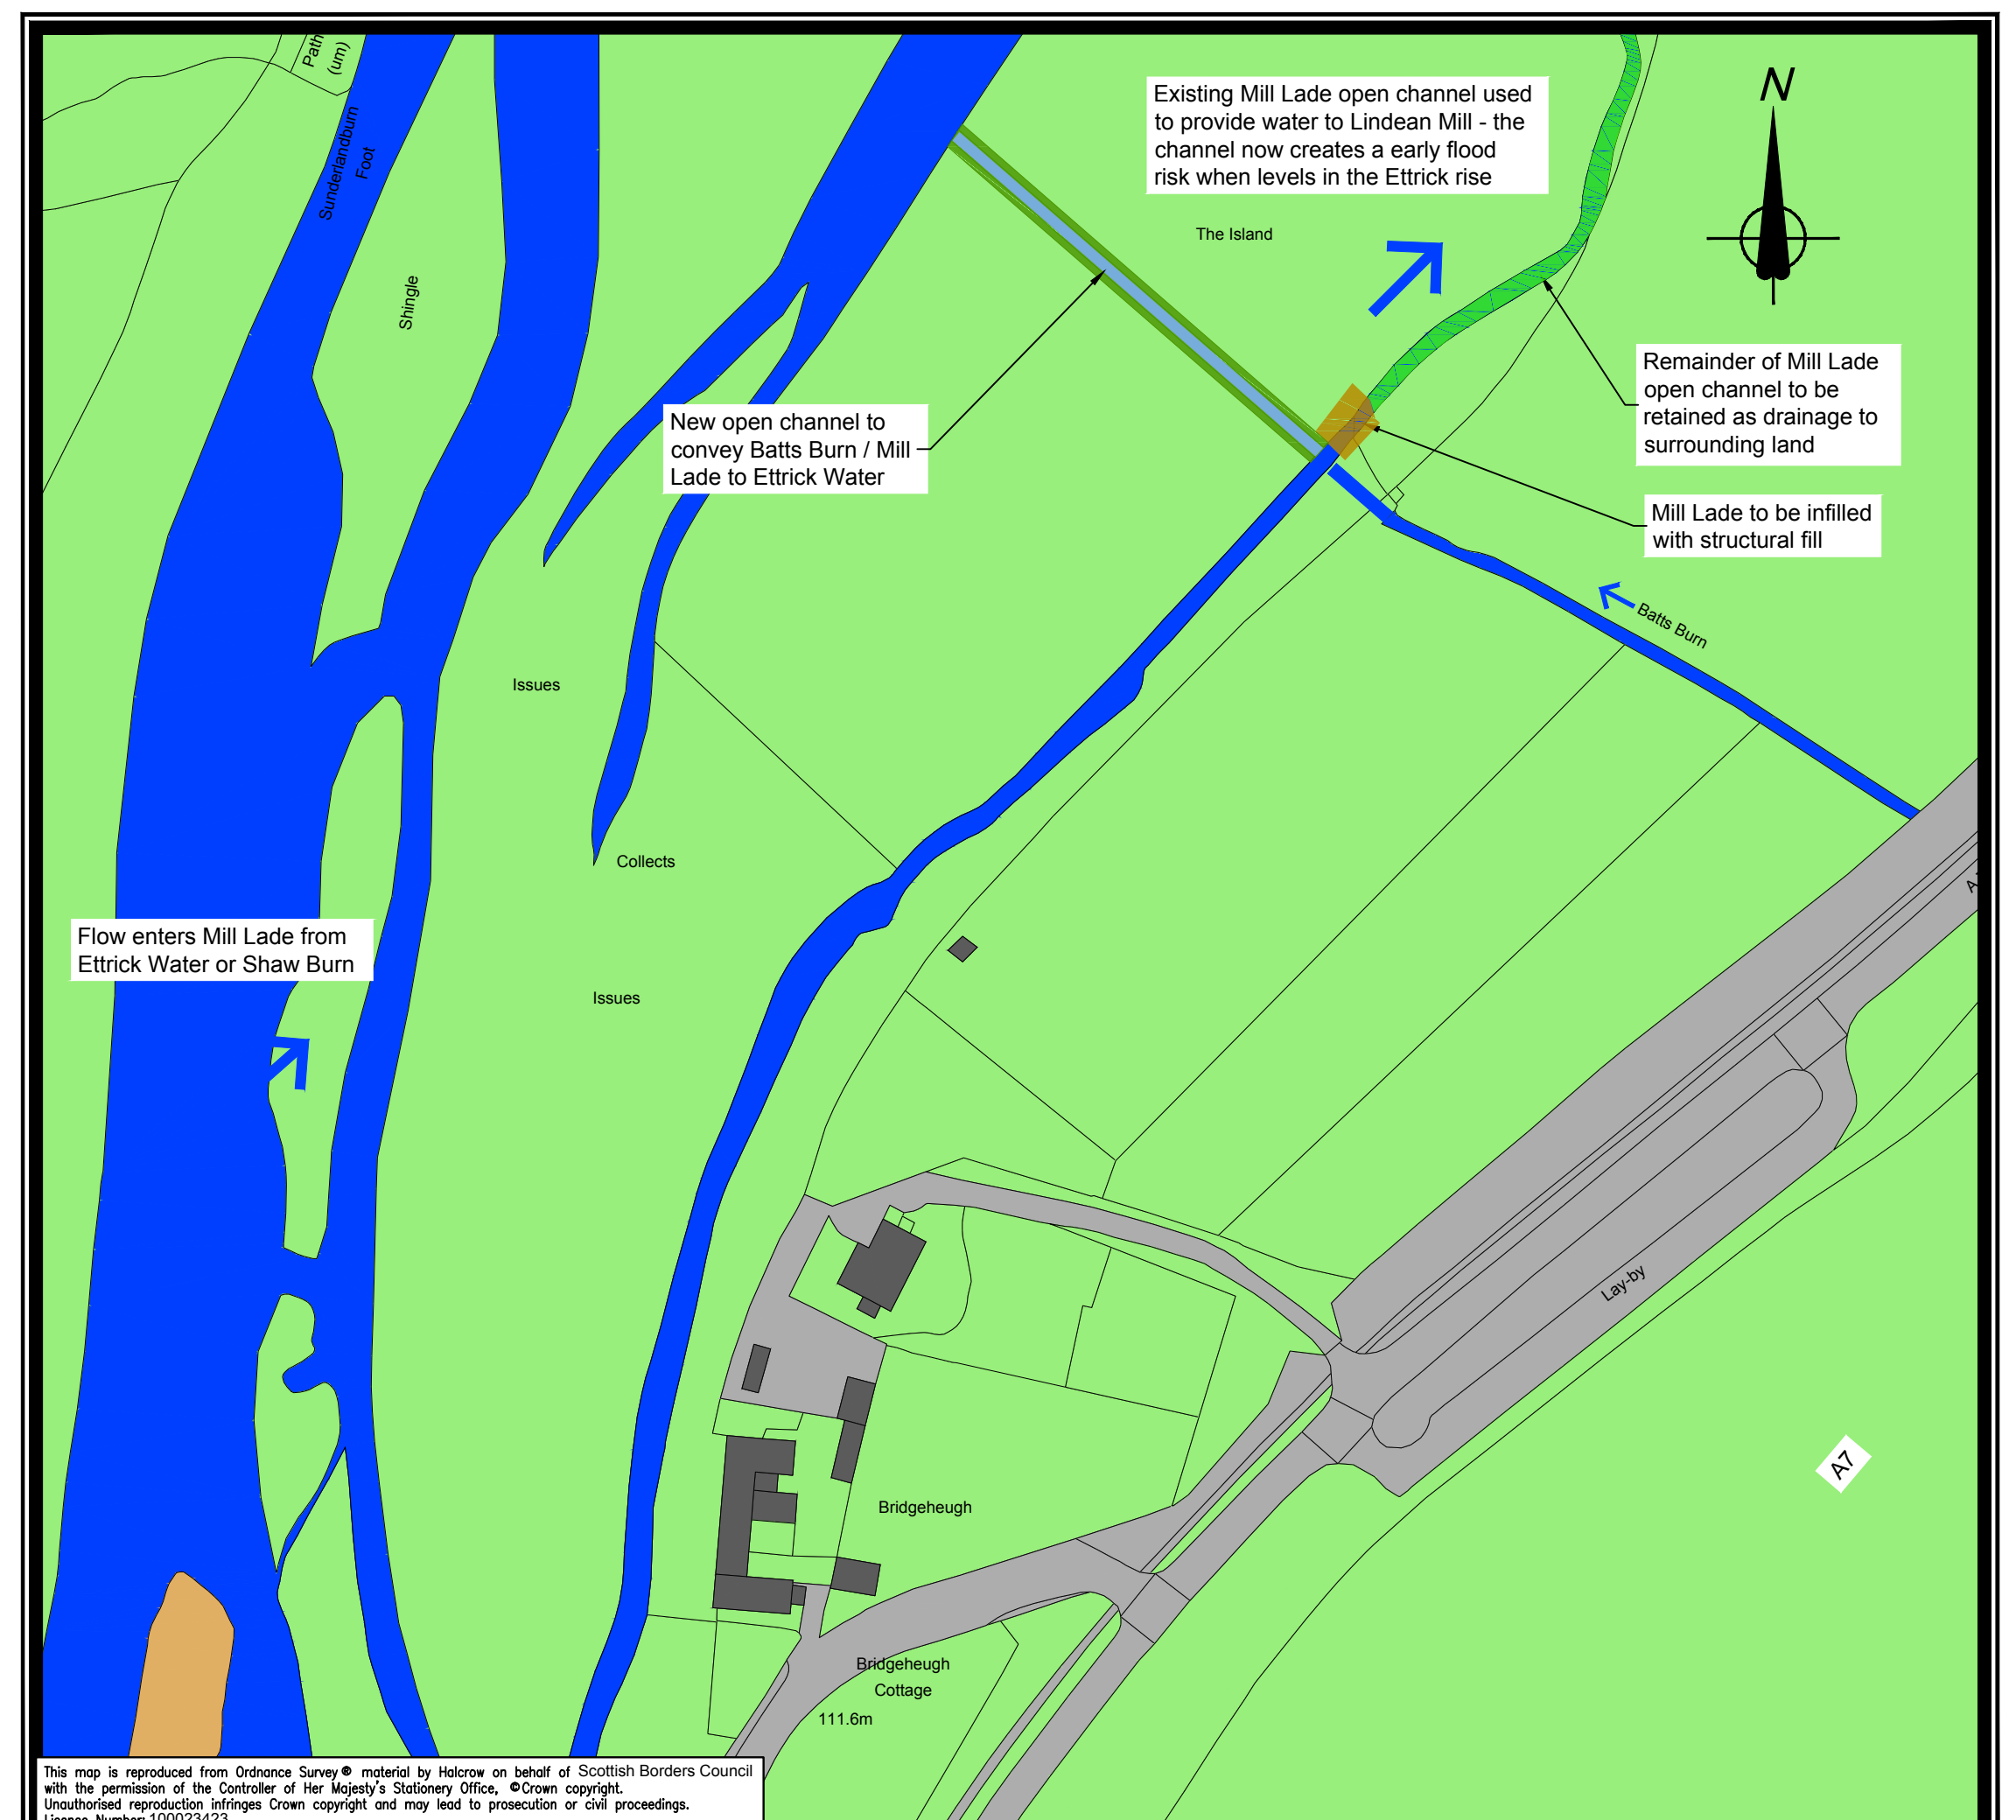 Path
(um)
Sunderlandburn
Foot
Shingle
Existing Mill Lade open channel used
to provide water to Lindean Mill - the
channel now creates a early flood
risk when levels in the Ettrick rise
N
The Island
Remainder of Mill Lade
open channel to be
retained as drainage to
surrounding land
New open channel to
convey Batts Burn / Mill
Lade to Ettrick Water
Mill Lade to be infilled
with structural fill
Batts Burn
Issues
Collects
Flow enters Mill Lade from
Ettrick Water or Shaw Burn
Issues
Lay-by
A7
Bridgeheugh
Bridgeheugh
Cottage
111.6m
This map is reproduced from Ordnance Survey® material by Halcrow on behalf of Scottish Borders Council
with the permission of the Controller of Her Majesty's Stationery Office, ©Crown copyright.
Unauthorised reproduction infringes Crown copyright and may lead to prosecution or civil proceedings.
Licence Number: 100023423